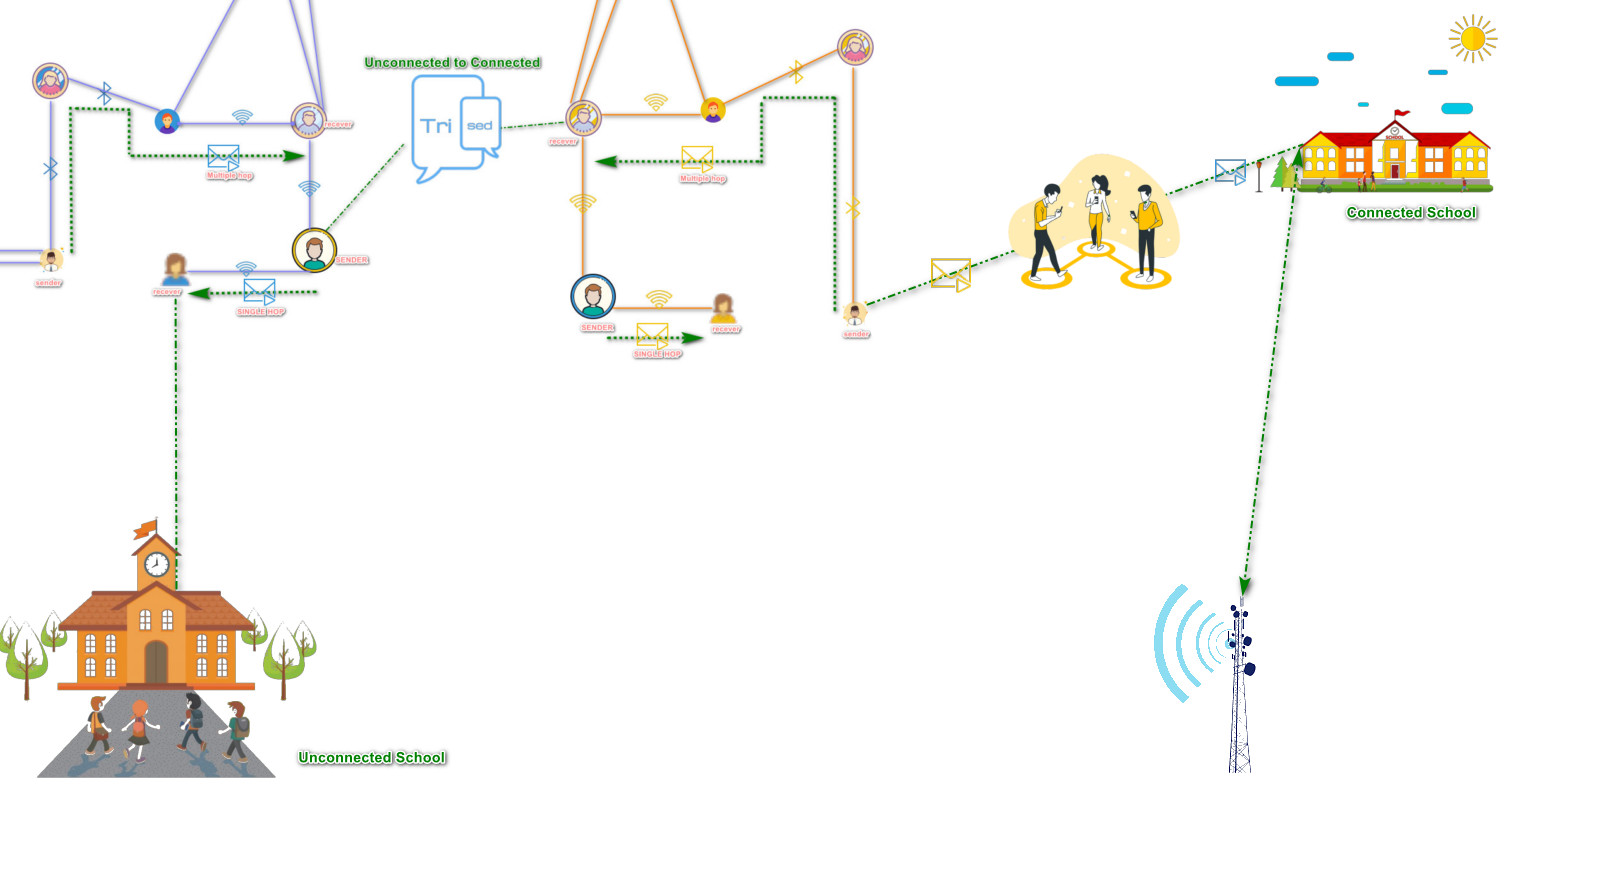 Unconnected to Connected
Tri
sed
recever
recever
Multiple hop
Multiple hop
SCHOOL
Connected School
sender
SENDER
recever
SINGLE HOP
SENDER
recever
sender
SINGLE HOP
Unconnected School